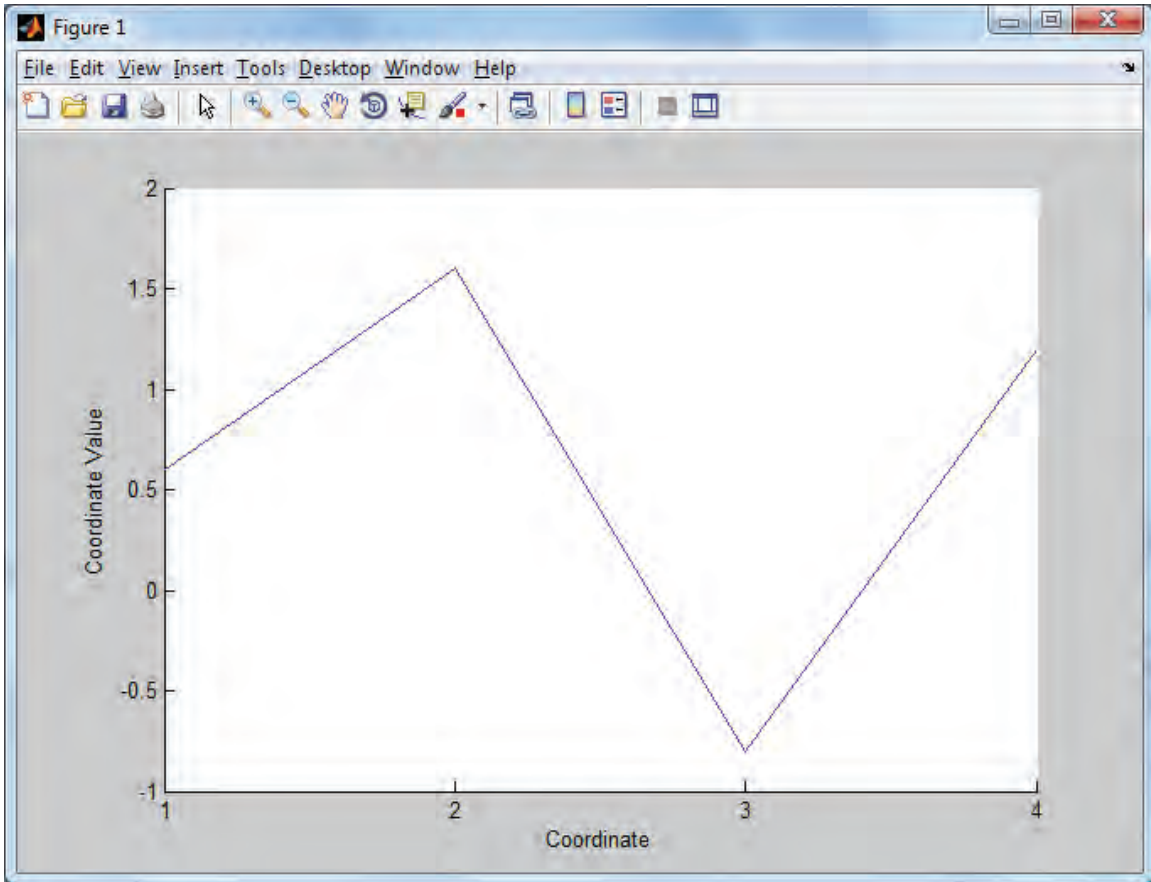 Figure 1
File Edit View Insert Tools Desktop Window Help
2
1.5
1
0.5
0
-0.5
-1
Coordinate Value
1 2 3 4
Coordinate